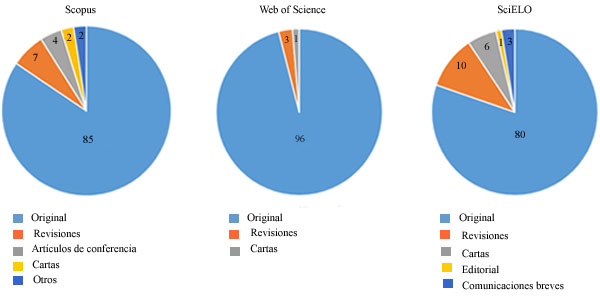 Scopus
85
7
4
2
2
Original
Revisiones
Artículos de conferencia
Cartas
Otros
Web of Science
96
3
1
Original
Revisiones
Cartas
SciELO
80
10
6
1
3
Original
Revisiones
Cartas
Editorial
Comunicaciones breves